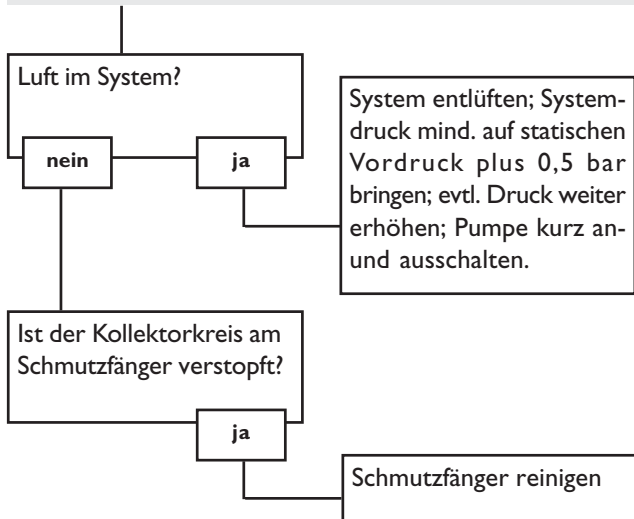 Luft im System?
nein
ja
System entlüften; System-
druck mind. auf statischen
Vordruck plus 0,5 bar
bringen; evtl. Druck weiter
erhöhen; Pumpe kurz an-
und ausschalten.
Ist der Kollektorkreis am
Schmutzfänger verstopft?
ja
Schmutzfänger reinigen